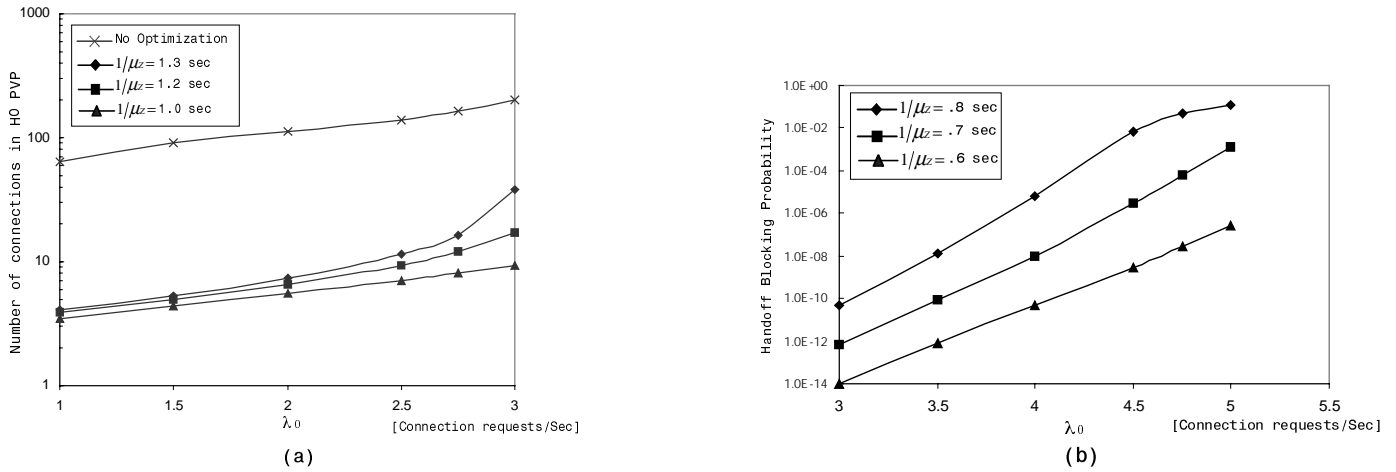 1000
100
10
1
Number of connections in HO PVP
No Optimization
1/μz = 1.3 sec
1/μz = 1.2 sec
1/μz = 1.0 sec
1 1.5 2 2.5 3
λ0 [Connection requests/Sec]
(a)
1.0E +00
1.0E-02
1.0E-04
1.0E-06
1.0E-08
1.0E-10
1.0E-12
1.0E-14
Handoff Blocking Probability
1/μz = .8 sec
1/μz = .7 sec
1/μz = .6 sec
3 3.5 4 4.5 5 5.5
λ0 [Connection requests/Sec]
(b)